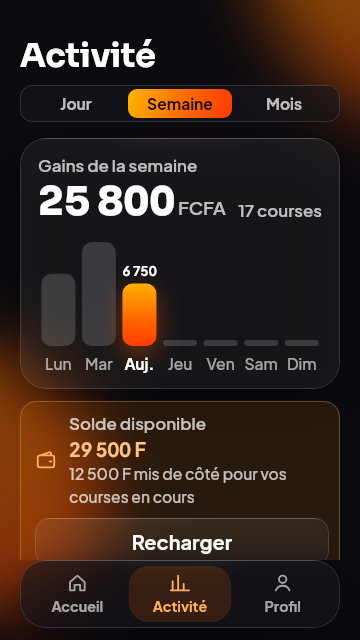 Activité
Jour Semaine Mois
Gains de la semaine
25 800 FCFA 17 courses
6 750
Lun Mar Auj. Jeu Ven Sam Dim
Solde disponible
29 500 F
12 500 F mis de côté pour vos
courses en cours
Recharger
Accueil Activité Profil